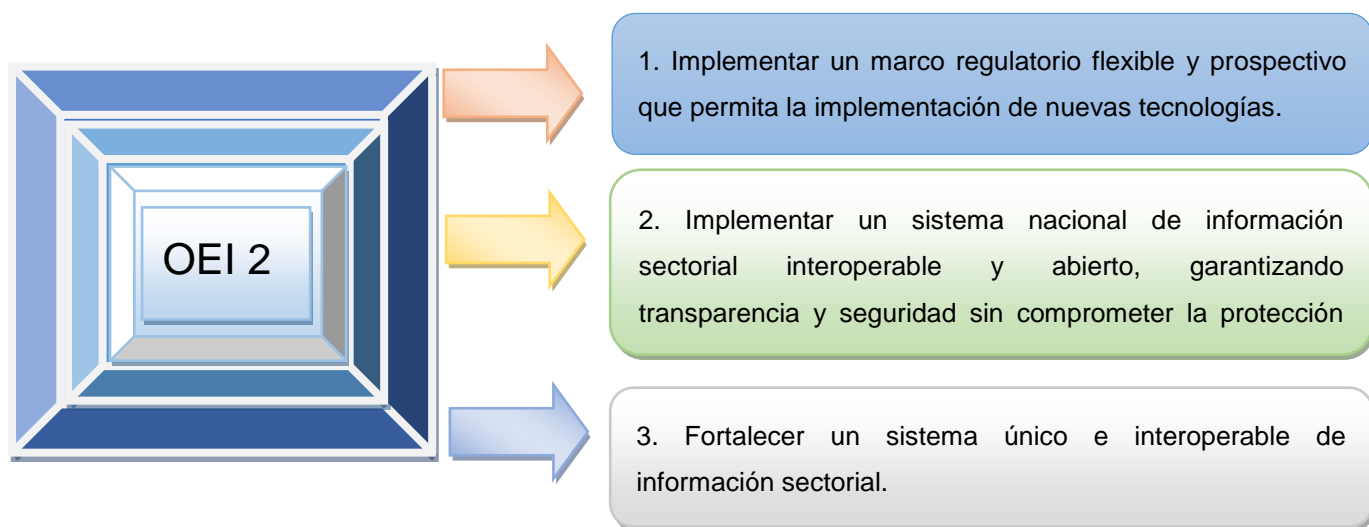 OEI 2
1. Implementar un marco regulatorio flexible y prospectivo
que permita la implementación de nuevas tecnologías.
2. Implementar un sistema nacional de información
sectorial interoperable y abierto, garantizando
transparencia y seguridad sin comprometer la protección
3. Fortalecer un sistema único e interoperable de
información sectorial.